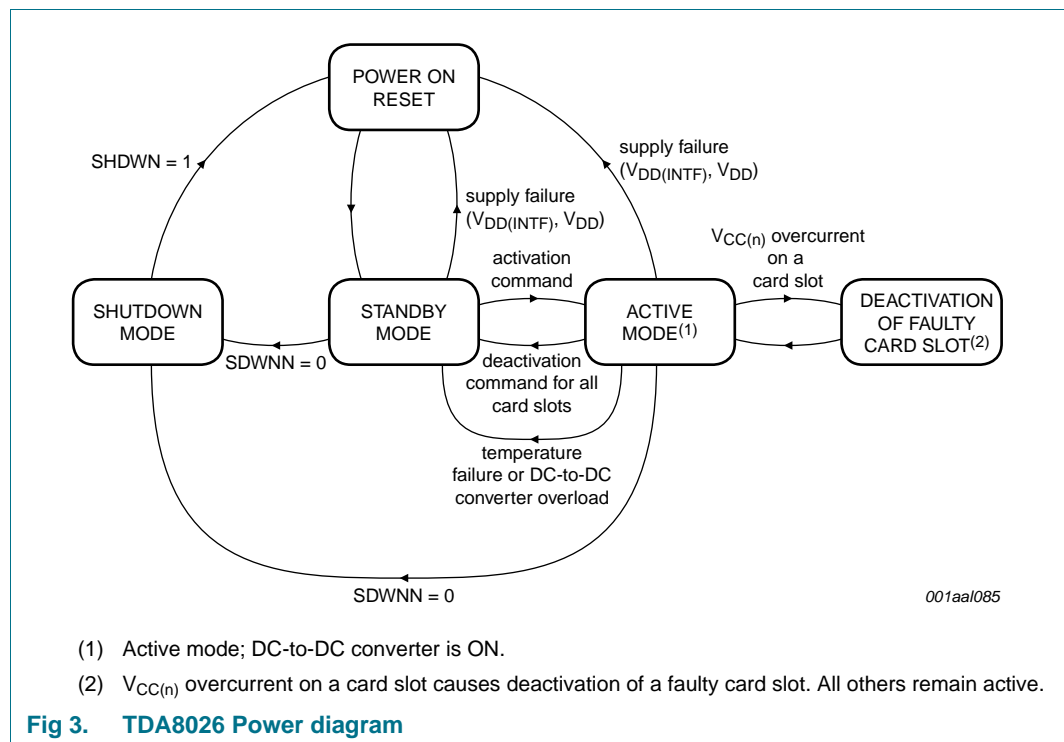 POWER ON
RESET
SHDWN = 1
supply failure
(VDD(INTF), VDD)
supply failure
(VDD(INTF), VDD)
activation
command
VCC(n) overcurrent
on a
card slot
SHUTDOWN
MODE
STANDBY
MODE
ACTIVE
MODE(1)
DEACTIVATION
OF FAULTY
CARD SLOT(2)
SDWNN = 0
deactivation
command for all
card slots
temperature
failure or DC-to-DC
converter overload
SDWNN = 0
001aal085
(1) Active mode; DC-to-DC converter is ON.
(2) VCC(n) overcurrent on a card slot causes deactivation of a faulty card slot. All others remain active.
Fig 3. TDA8026 Power diagram